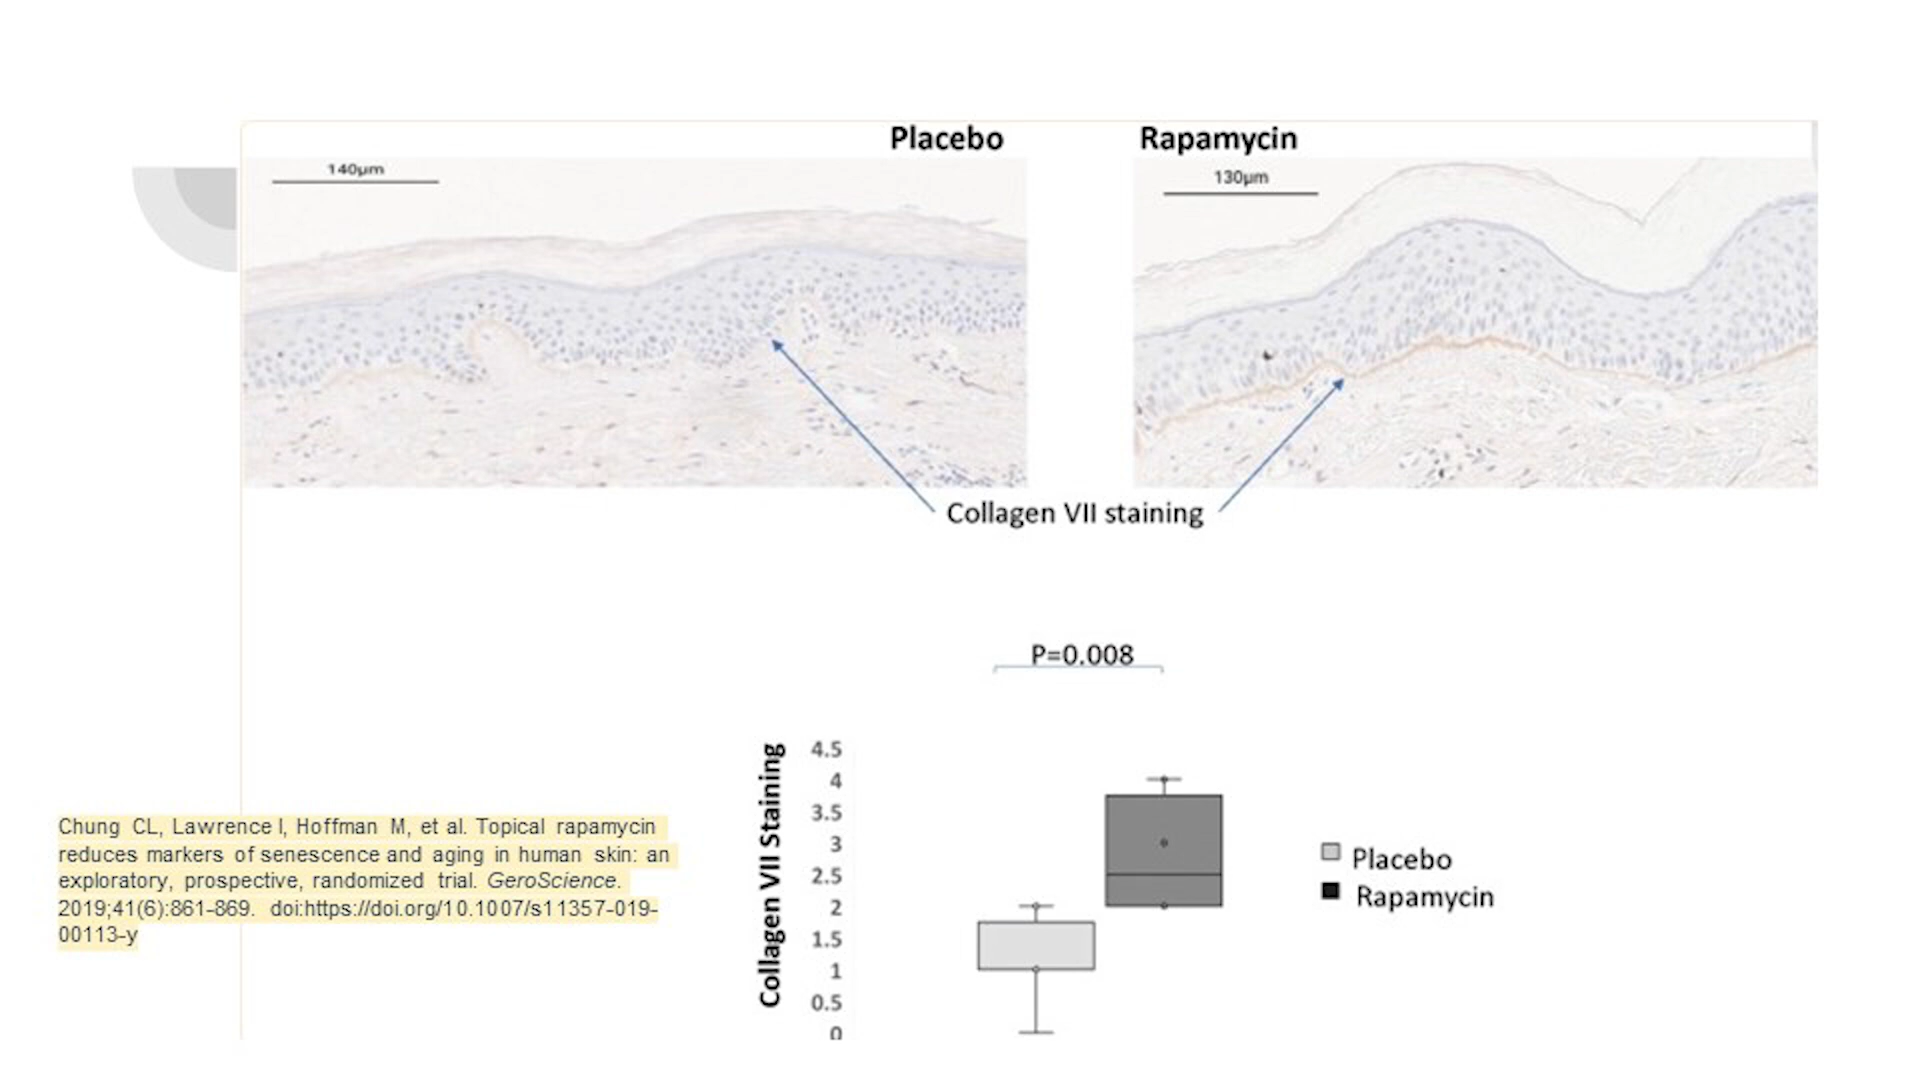 Placebo
Rapamycin
140µm
130µm
Collagen VII staining
P=0.008
Collagen VII Staining
4.5
4
3.5
3
2.5
2
1.5
1
0.5
0
Placebo
Rapamycin
Chung CL, Lawrence I, Hoffman M, et al. Topical rapamycin
reduces markers of senescence and aging in human skin: an
exploratory, prospective, randomized trial. GeroScience.
2019;41(6):861-869. doi:https://doi.org/10.1007/s11357-019-
00113-y